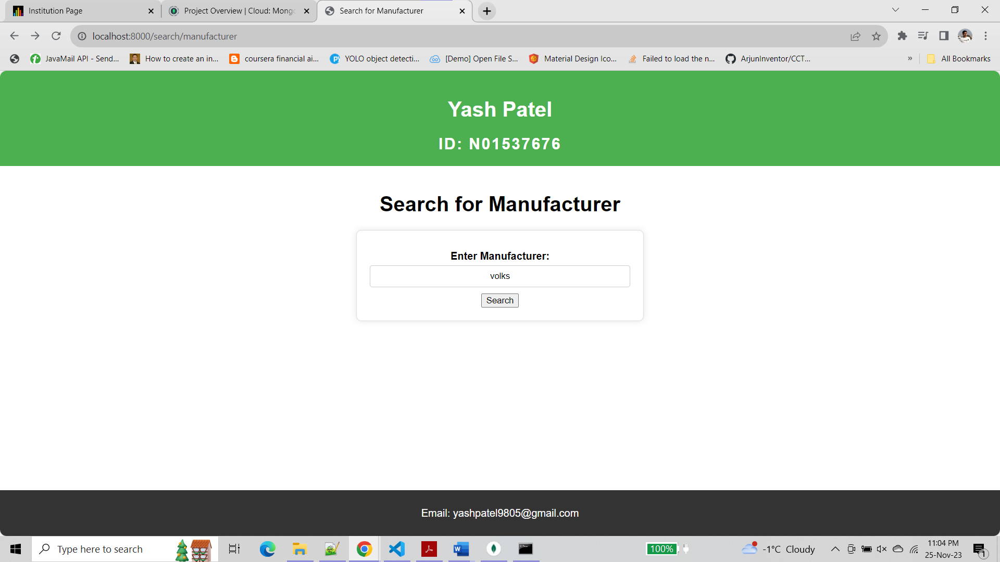 Institution Page
Project Overview | Cloud: Mong
Search for Manufacturer
localhost:8000/search/manufacturer
JavaMail API - Send...
How to create an in...
coursera financial ai...
YOLO object detecti...
[Demo] Open File S...
Material Design Ico...
Failed to load the n...
ArjunInventor/CCT...
»
All Bookmarks
Yash Patel
ID: N01537676
Search for Manufacturer
Enter Manufacturer:
volks
Search
Email: yashpatel9805@gmail.com
Type here to search
100%
-1°C Cloudy
11:04 PM
25-Nov-23
1